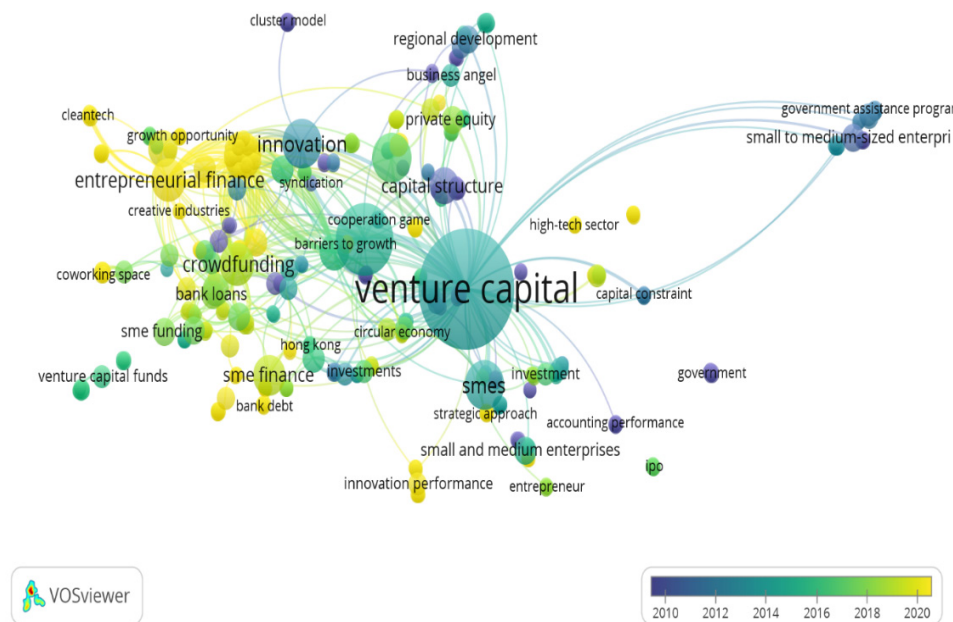 cluster model
regional development
business angel
cleantech
private equity
government assistance program
growth opportunity
innovation
small to medium-sized enterpri
entrepreneurial finance
syndication
capital structure
creative industries
cooperation game
high-tech sector
barriers to growth
crowdfunding
coworking space
venture capital
bank loans
capital constraint
sme funding
circular economy
hong kong
venture capital funds
sme finance
investments
investment
government
smes
bank debt
strategic approach
accounting performance
small and medium enterprises
ipo
innovation performance
entrepreneur
VOSviewer
2010 2012 2014 2016 2018 2020